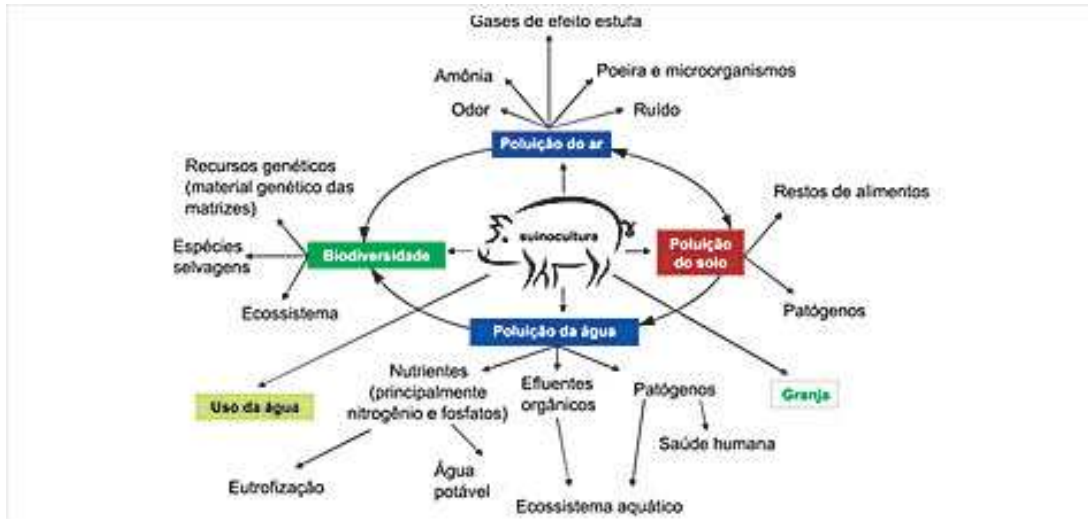 Gases de efeito estufa
Amônia
Poeira e microorganismos
Odor
Ruído
Poluição do ar
Recursos genéticos
(material genético das
matrizes)
Restos de alimentos
suinocultura
Espécies
selvagens
Biodiversidade
Poluição
do solo
Ecossistema
Patógenos
Poluição da água
Nutrientes
(principalmente
nitrogênio e fosfatos)
Efluentes
orgânicos
Patógenos
Uso da água
Granja
Saúde humana
Eutrofização
Água
potável
Ecossistema aquático